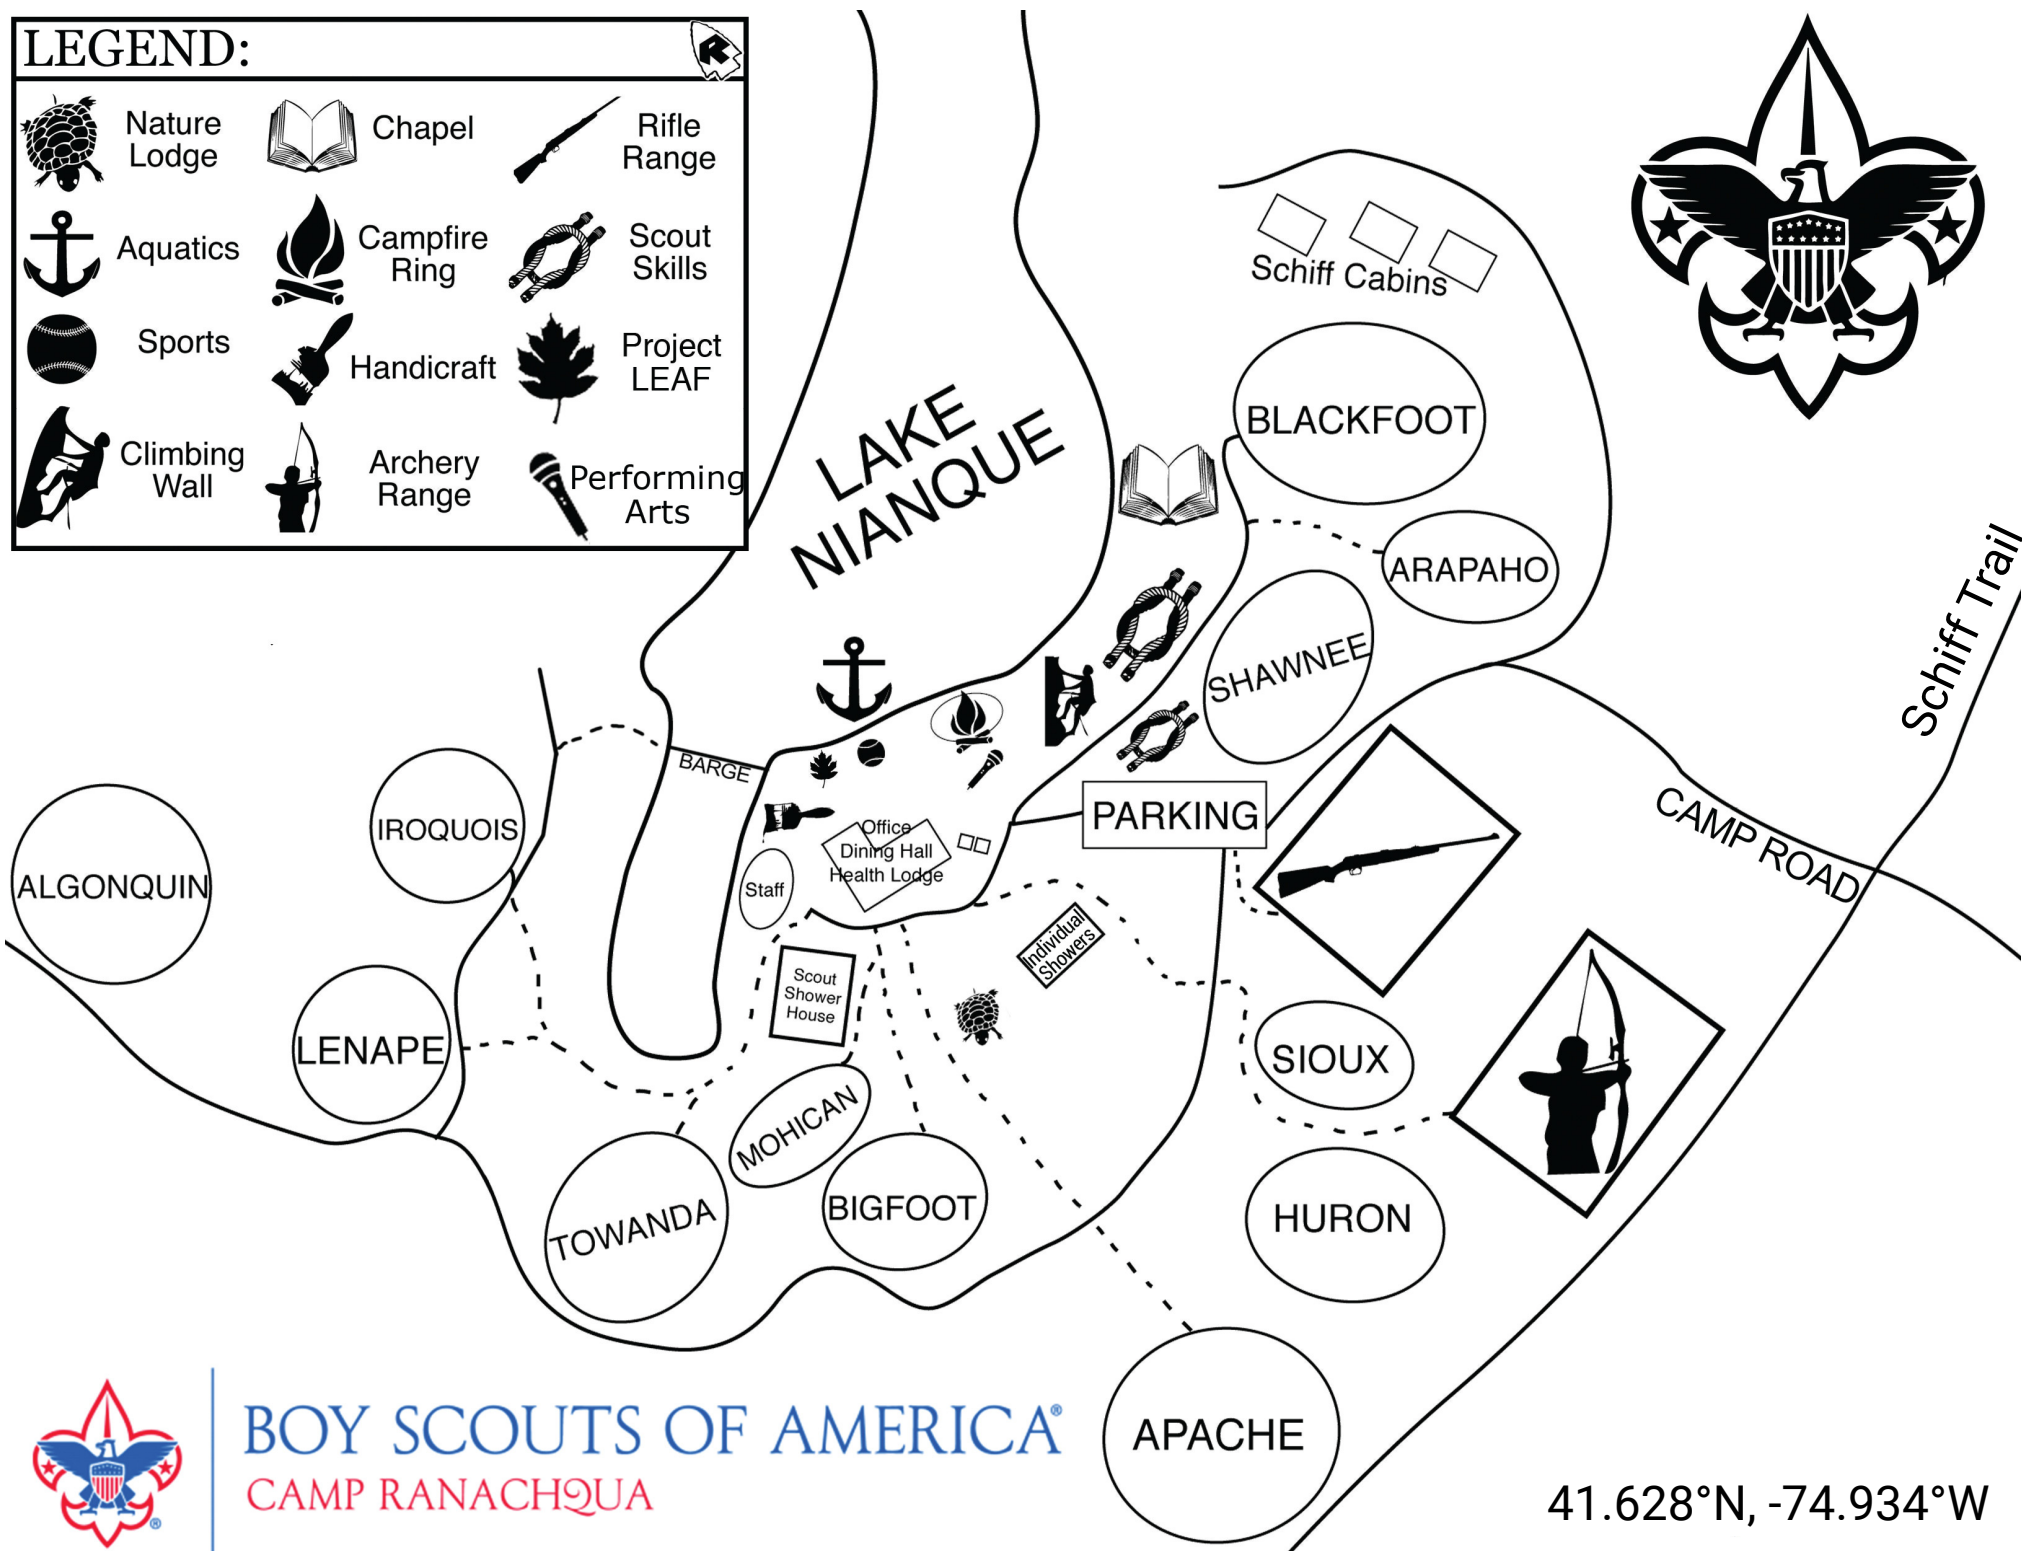 LEGEND:
R
Nature
Lodge
Chapel
Rifle
Range
Aquatics
Campfire
Ring
Scout
Skills
Sports
Handicraft
Project
LEAF
Climbing
Wall
Archery
Range
Performing
Arts
LAKE
NIANQUE
Schiff Cabins
BLACKFOOT
ARAPAHO
SHAWNEE
Schiff Trail
CAMP ROAD
BARGE
PARKING
Office
Dining Hall
Health Lodge
Staff
IROQUOIS
ALGONQUIN
LENAPE
Scout
Shower
House
Individual
Showers
MOHICAN
TOWANDA
BIGFOOT
SIOUX
HURON
APACHE
BOY SCOUTS OF AMERICA®
CAMP RANACHQUA
®
41.628°N, -74.934°W